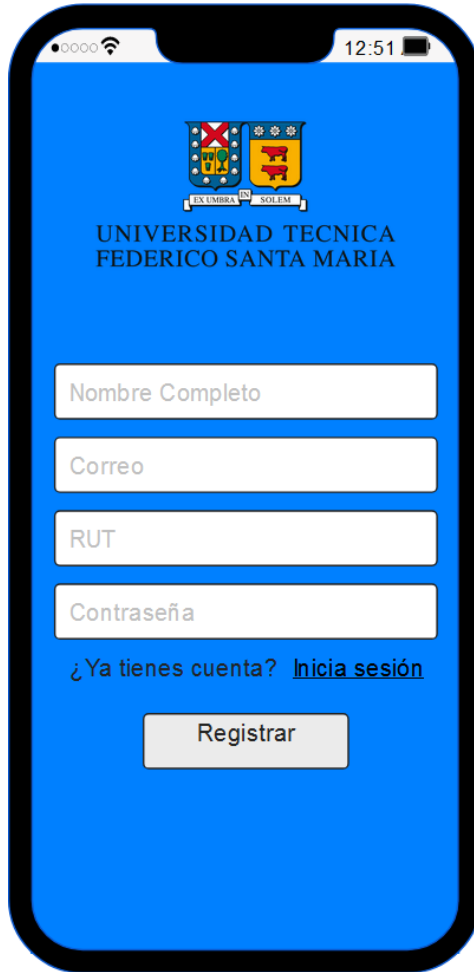 12:51
EX UMBRA IN SOLEM
UNIVERSIDAD TECNICA
FEDERICO SANTA MARIA
Nombre Completo
Correo
RUT
Contraseña
¿Ya tienes cuenta? Inicia sesión
Registrar